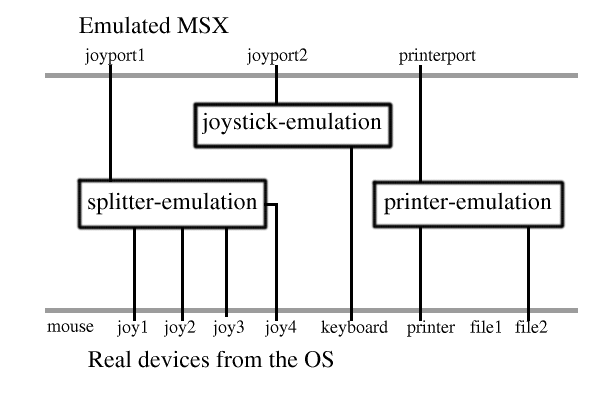 Emulated MSX
joyport1 joyport2 printerport
joystick-emulation
splitter-emulation printer-emulation
mouse joy1 joy2 joy3 joy4 keyboard printer file1 file2
Real devices from the OS